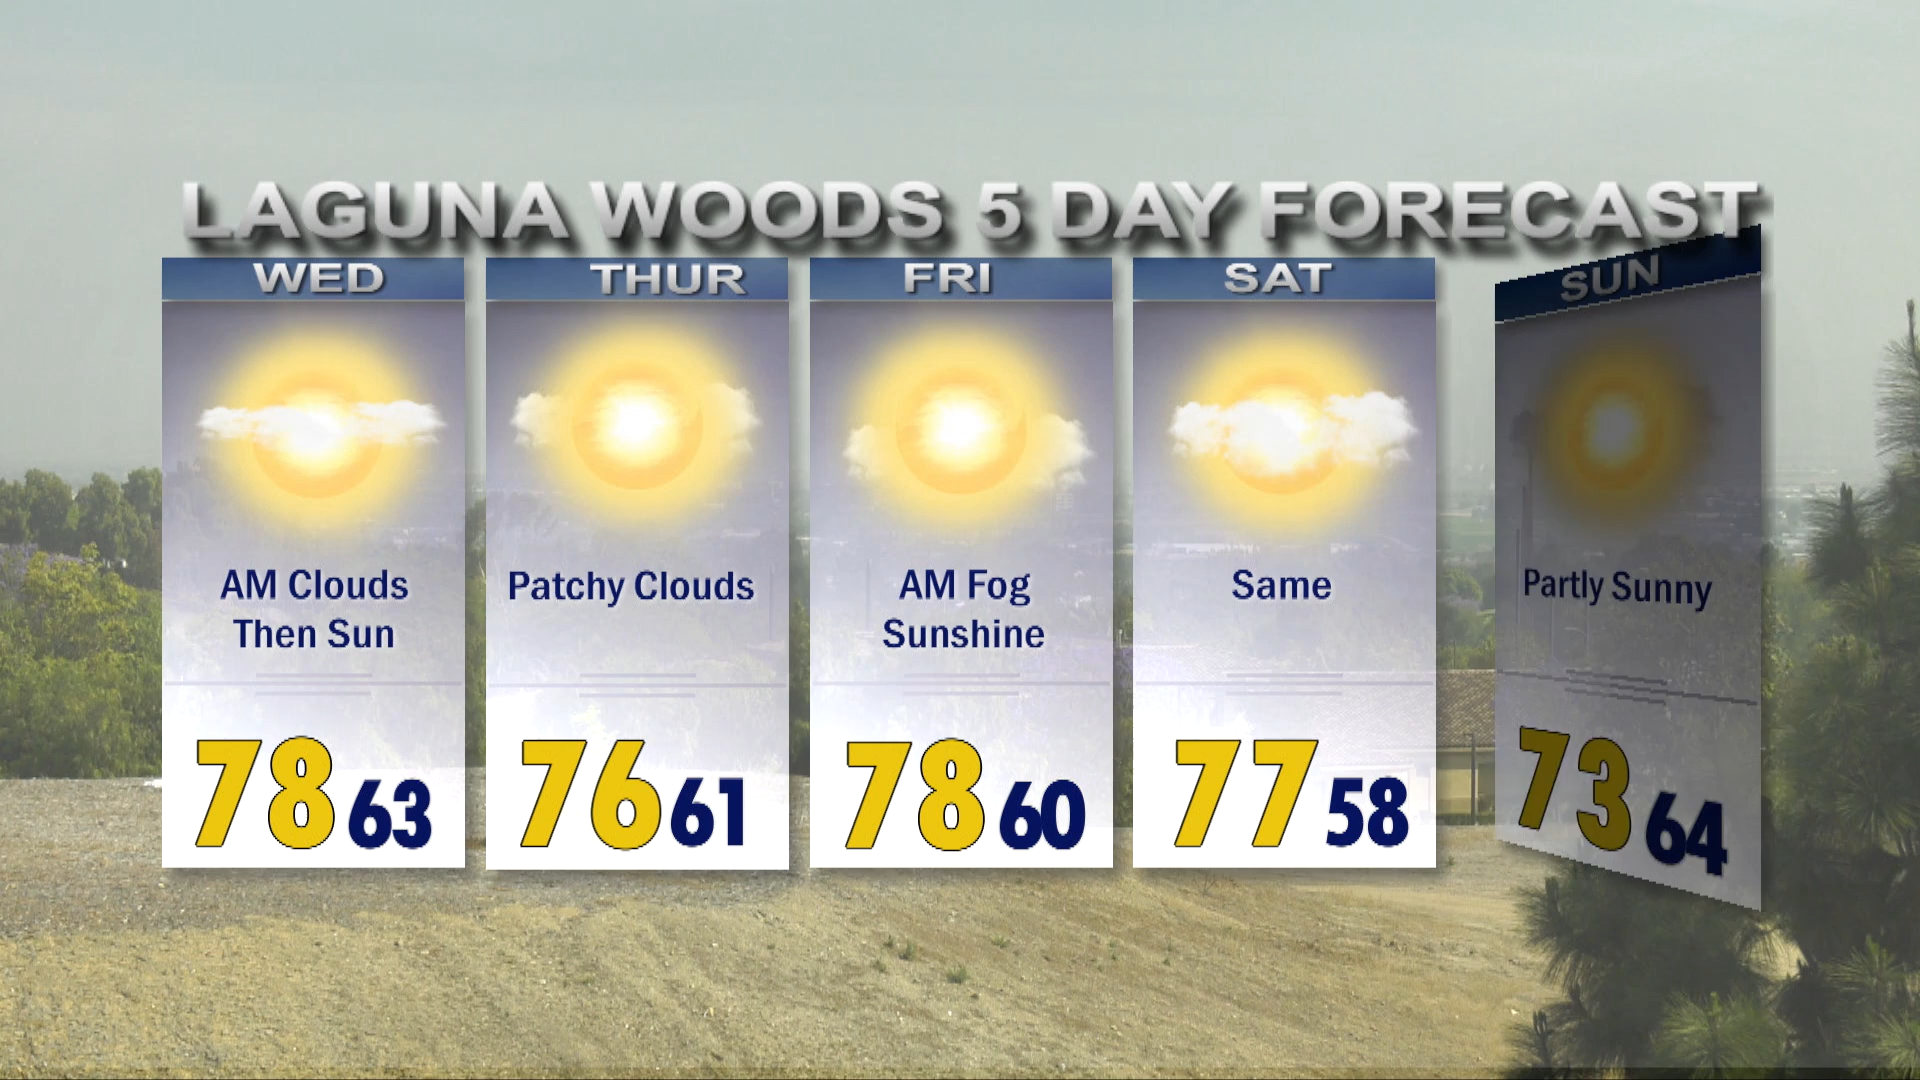 LAGUNA WOODS 5 DAY FORECAST
WED
AM Clouds
Then Sun
78 63
THUR
Patchy Clouds
76 61
FRI
AM Fog
Sunshine
78 60
SAT
Same
77 58
SUN
Partly Sunny
73 64